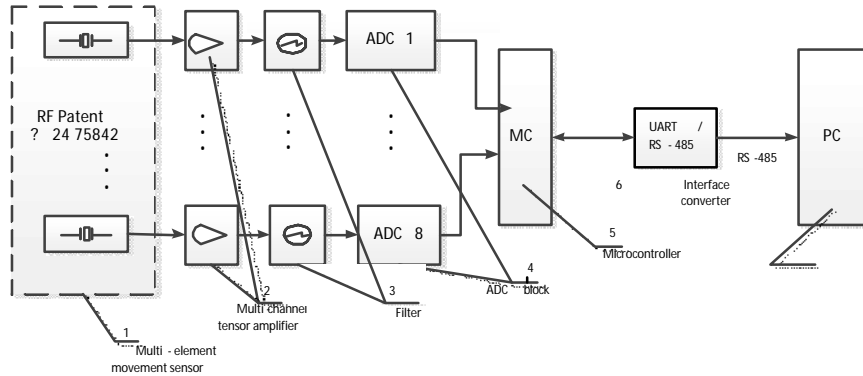 ADC 1
RF Patent
? 24 75842
MC
UART /
RS - 485
RS -485
PC
6
Interface
converter
ADC 8
5
Microcontroller
4
ADC block
3
Filter
2
Multi channel
tensor amplifier
1
Multi - element
movement sensor